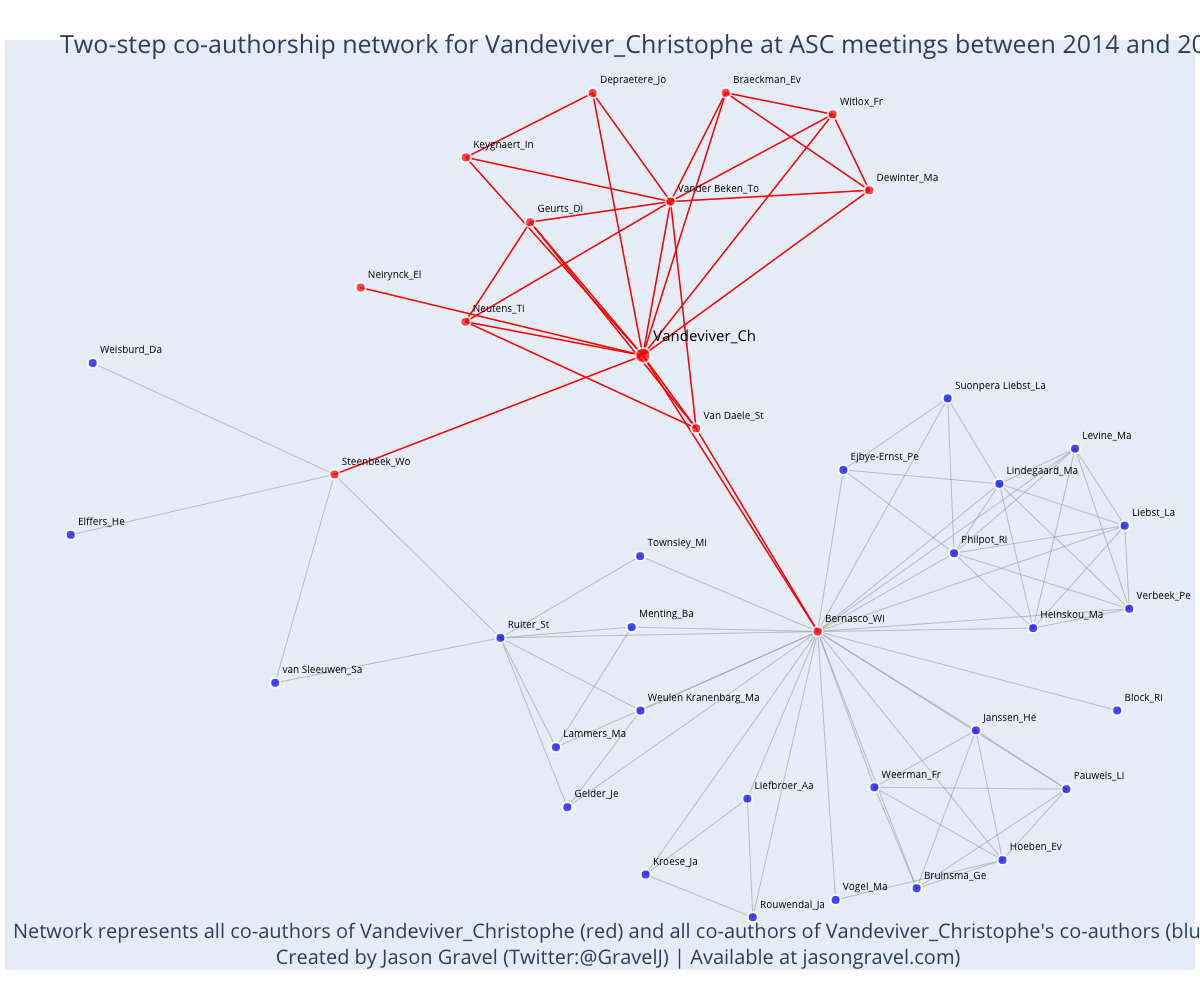 Two-step co-authorship network for Vandeviver_Christophe at ASC meetings between 2014 and 20
Depraetere_Jo
Braeckman_Ev
Witlox_Fr
Keygnaert_In
Dewinter_Ma
Vander Beken_To
Geurts_Di
Neirynck_El
Neutens_Ti
Vandeviver_Ch
Weisburd_Da
Suonpera Liebst_La
Van Daele_St
Levine_Ma
Ejbye-Ernst_Pe
Steenbeek_Wo
Lindegaard_Ma
Liebst_La
Elffers_He
Philpot_Ri
Townsley_Mi
Verbeek_Pe
Menting_Ba
Heinskou_Ma
Bernasco_Wi
Ruiter_St
van Sleeuwen_Sa
Weulen Kranenbarg_Ma
Block_Ri
Janssen_He
Lammers_Ma
Weerman_Fr
Pauwels_Li
Liefbroer_Aa
Gelder_Je
Hoeben_Ev
Kroese_Ja
Bruinsma_Ge
Vogel_Ma
Rouwendal_Ja
Network represents all co-authors of Vandeviver_Christophe (red) and all co-authors of Vandeviver_Christophe's co-authors (blu
Created by Jason Gravel (Twitter:@GravelJ) | Available at jasongravel.com)